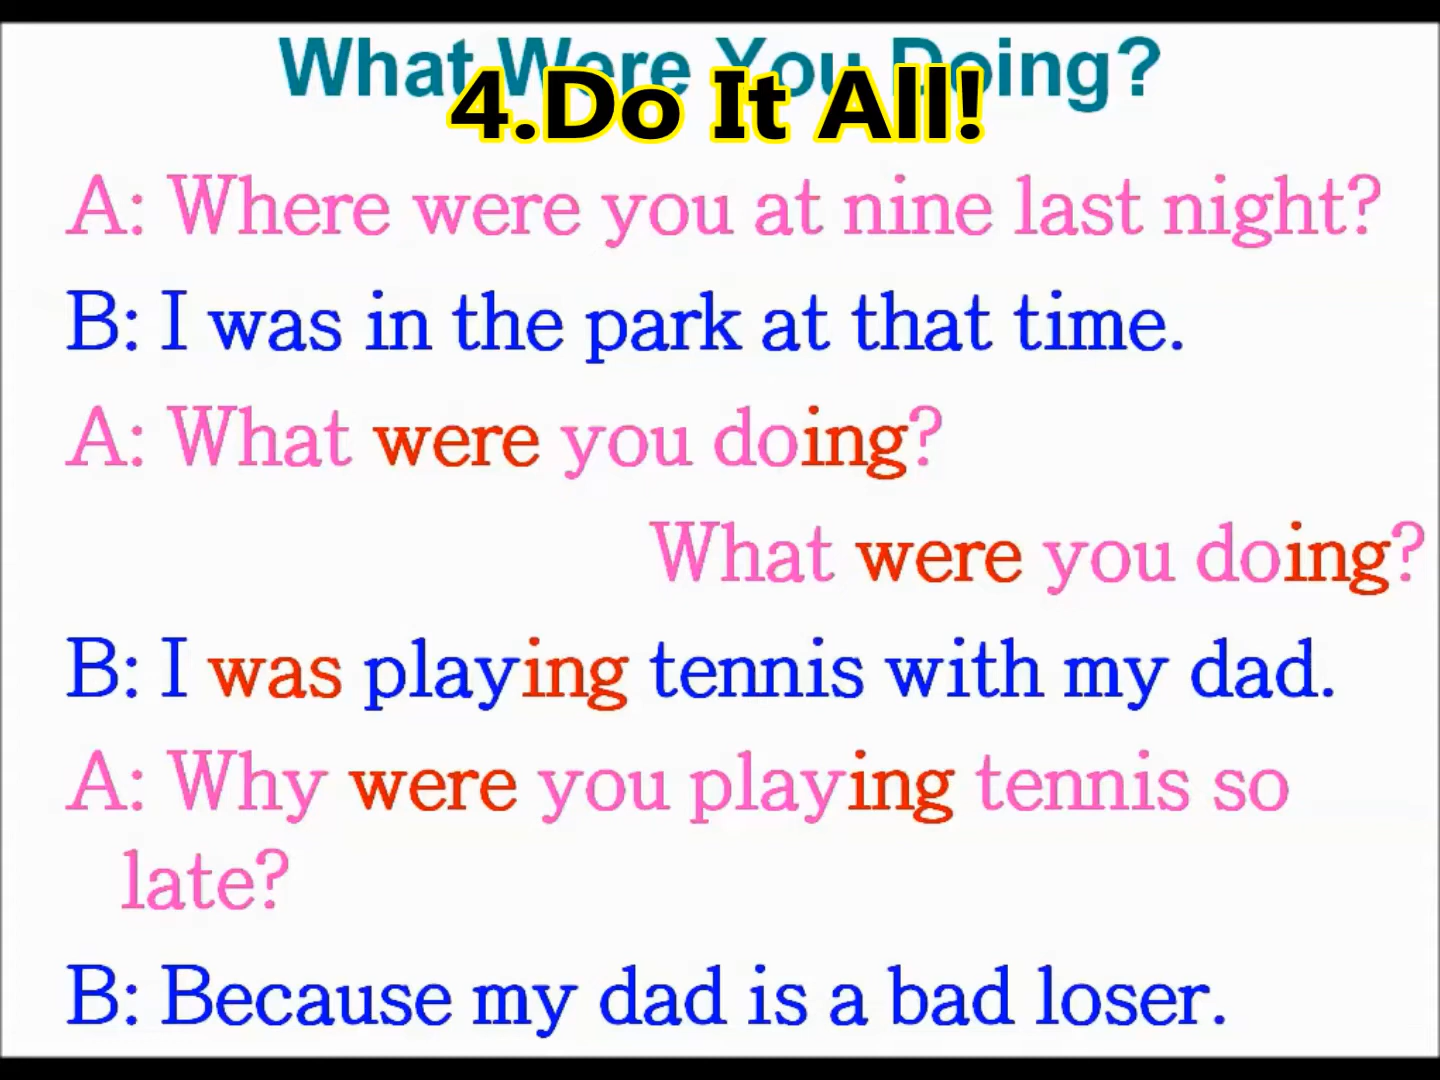 What Were You Doing?
4.Do It All!
A: Where were you at nine last night?
B: I was in the park at that time.
A: What were you doing?
What were you doing?
B: I was playing tennis with my dad.
A: Why were you playing tennis so
late?
B: Because my dad is a bad loser.